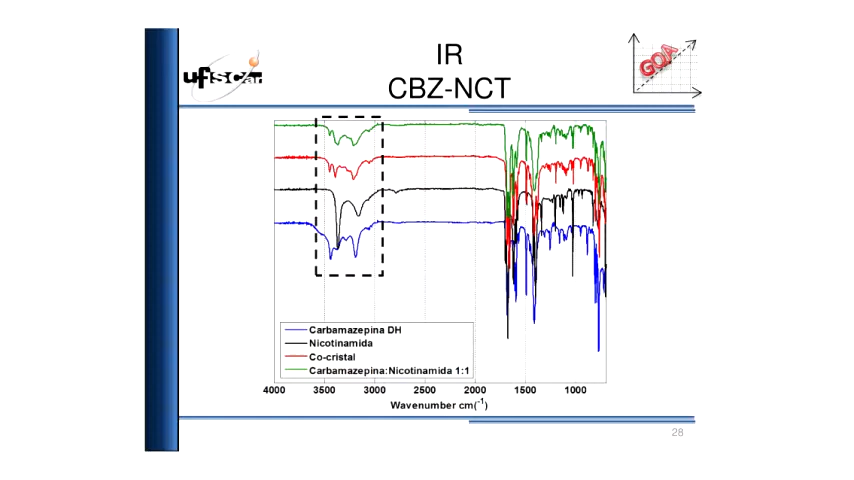 IR
CBZ-NCT
ufscar
GOA
Carbamazepina DH
Nicotinamida
Co-cristal
Carbamazepina:Nicotinamida 1:1
4000 3500 3000 2500 2000 1500 1000
Wavenumber cm(-1)
28